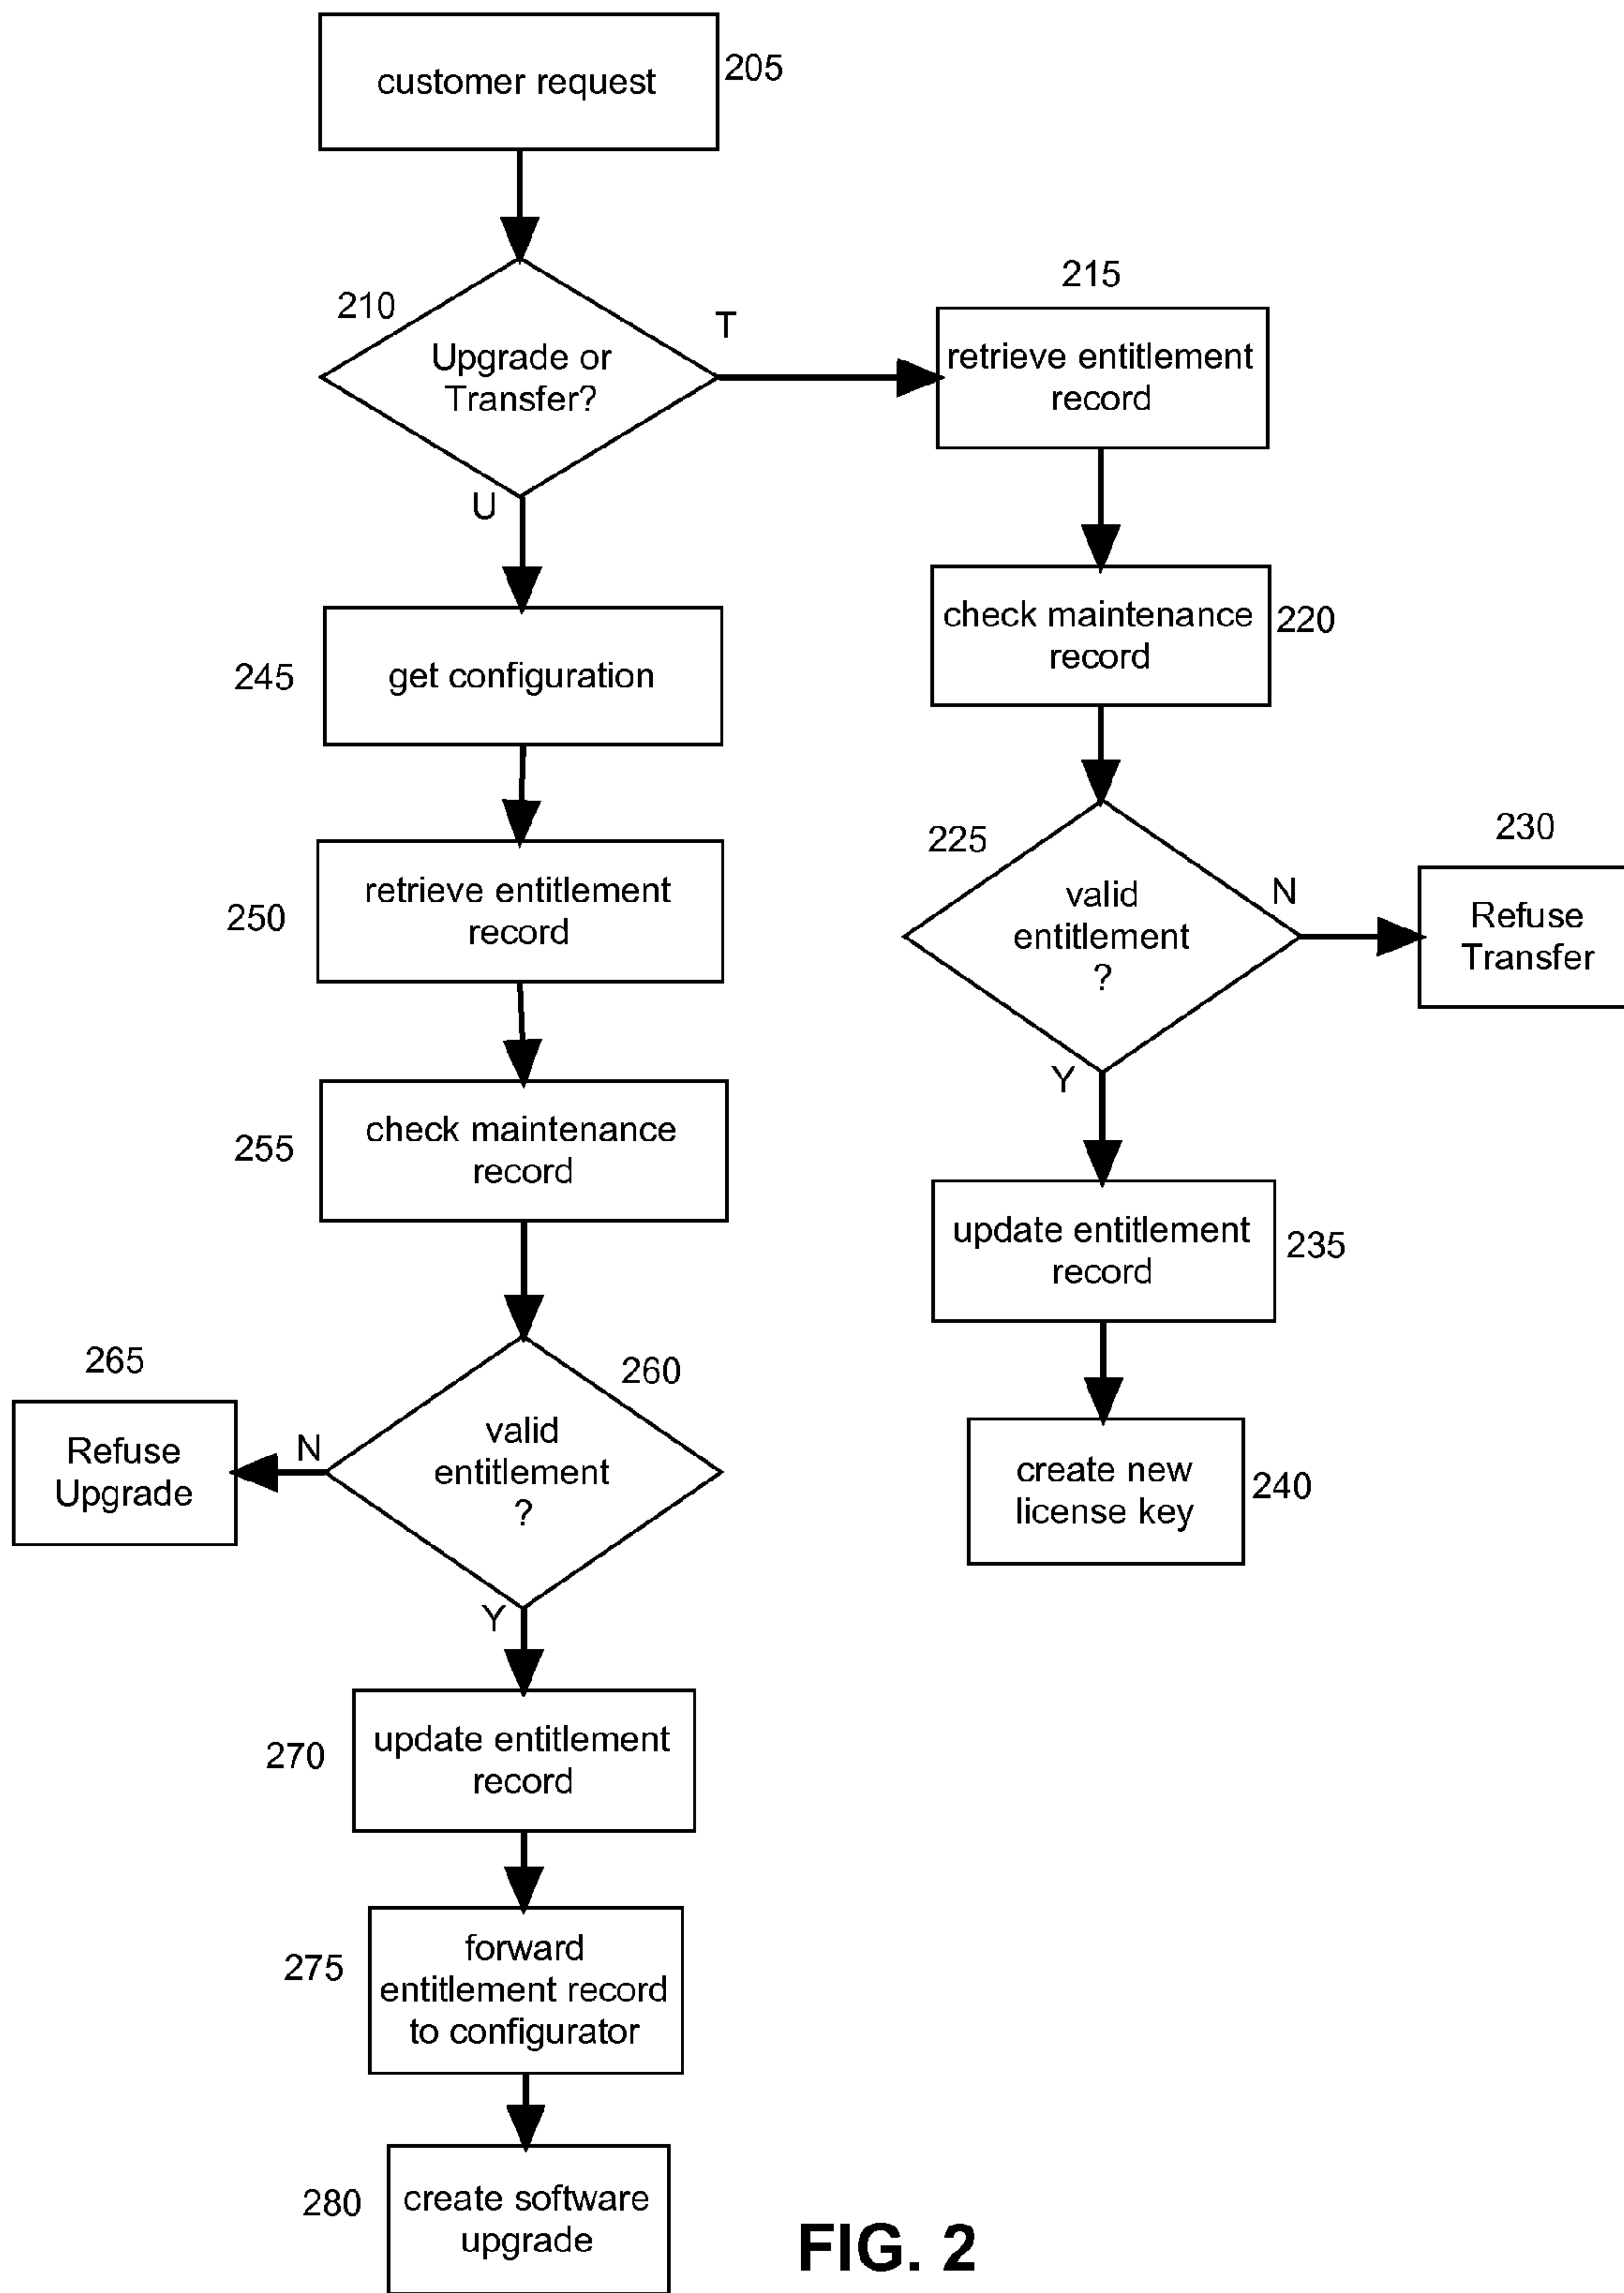 customer request
205
210
Upgrade or
Transfer?
T
U
215
retrieve entitlement
record
check maintenance
record
220
225
valid
entitlement
?
N
230
Refuse
Transfer
Y
update entitlement
record
235
create new
license key
240
245
get configuration
250
retrieve entitlement
record
255
check maintenance
record
260
valid
entitlement
?
N
265
Refuse
Upgrade
Y
270
update entitlement
record
275
forward
entitlement record
to configurator
280
create software
upgrade
FIG. 2